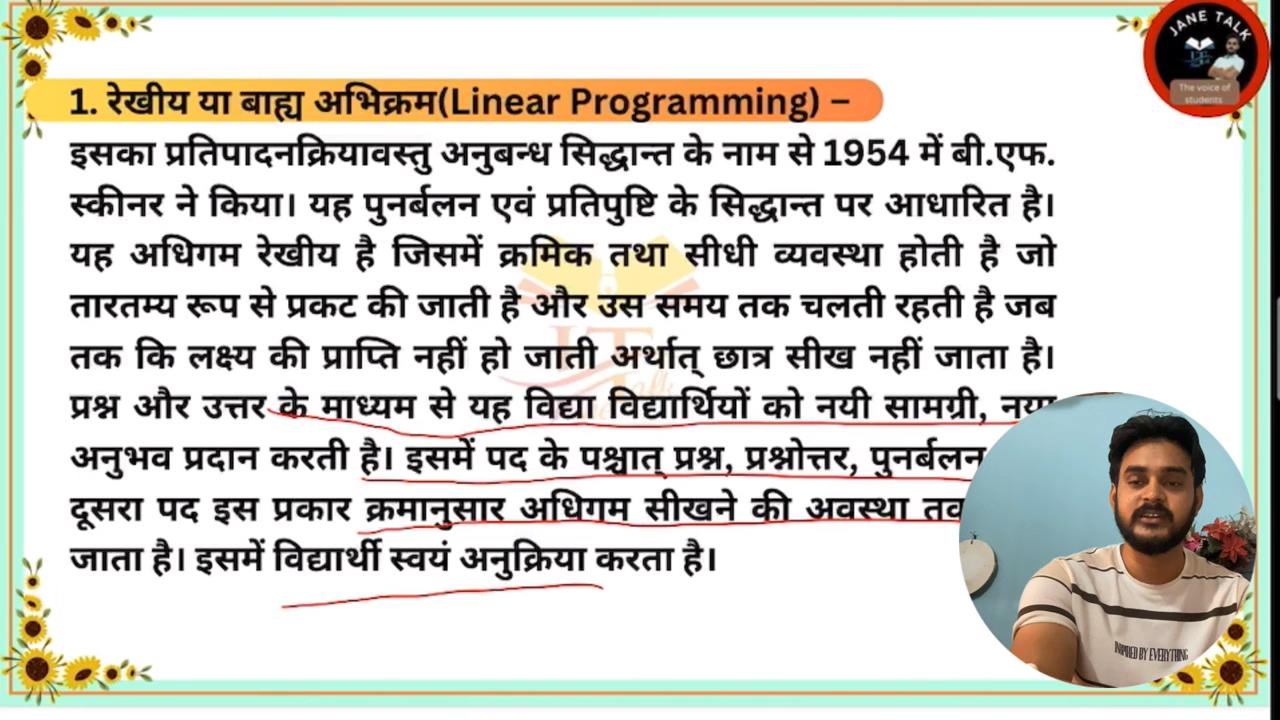 JANE TALK
The voice of
students
1. रेखीय या बाह्य अभिक्रम(Linear Programming) –
इसका प्रतिपादनक्रियावस्तु अनुबन्ध सिद्धान्त के नाम से 1954 में बी.एफ.
स्कीनर ने किया। यह पुनर्बलन एवं प्रतिपुष्टि के सिद्धान्त पर आधारित है।
यह अधिगम रेखीय है जिसमें क्रमिक तथा सीधी व्यवस्था होती है जो
तारतम्य रूप से प्रकट की जाती है और उस समय तक चलती रहती है जब
तक कि लक्ष्य की प्राप्ति नहीं हो जाती अर्थात् छात्र सीख नहीं जाता है।
प्रश्न और उत्तर के माध्यम से यह विद्या विद्यार्थियों को नयी सामग्री, नया
अनुभव प्रदान करती है। इसमें पद के पश्चात् प्रश्न, प्रश्नोत्तर, पुनर्बलन
दूसरा पद इस प्रकार क्रमानुसार अधिगम सीखने की अवस्था
जाता है। इसमें विद्यार्थी स्वयं अनुक्रिया करता है।
INSPIRED BY EVERYTHING